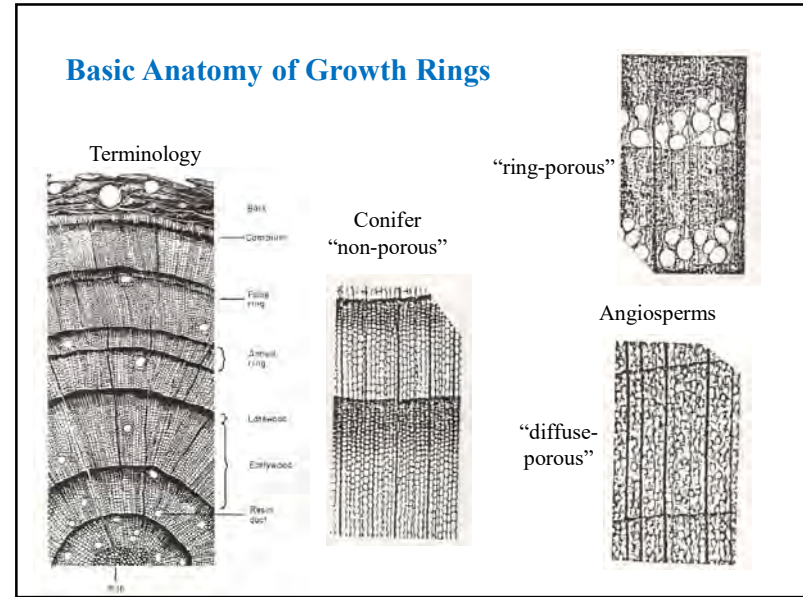 Basic Anatomy of Growth Rings
Terminology
Bark
Cambium
False
ring
Annual
ring
Latewood
Earlywood
Resin
duct
Conifer
“non-porous”
“ring-porous”
Angiosperms
“diffuse-
porous”